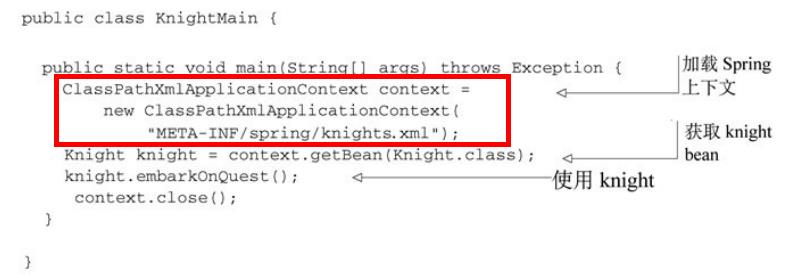 public class KnightMain {
public static void main(String[] args) throws Exception {
ClassPathXmlApplicationContext context =
new ClassPathXmlApplicationContext(
"META-INF/spring/knights.xml");
加载 Spring
上下文
Knight knight = context.getBean(Knight.class);
获取 knight
bean
knight.embarkOnQuest();
使用 knight
context.close();
}
}